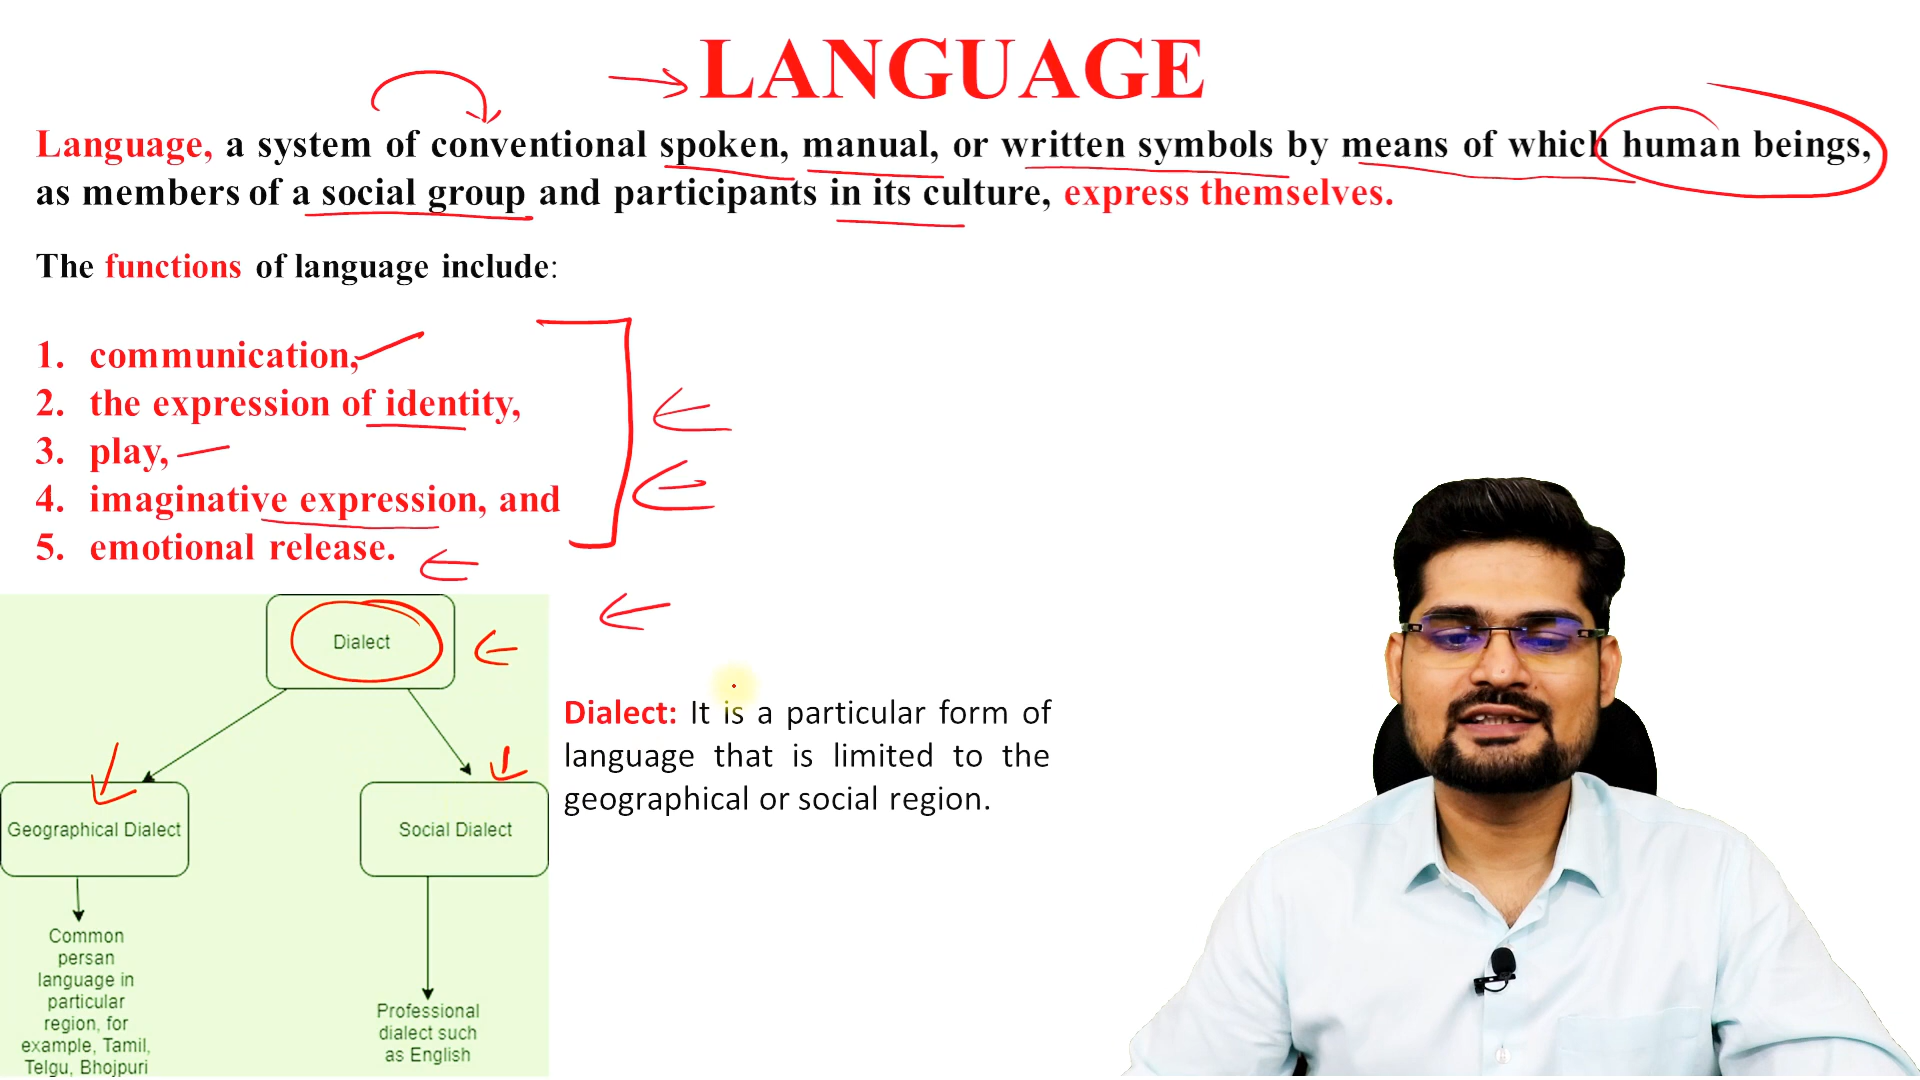 LANGUAGE
Language, a system of conventional spoken, manual, or written symbols by means of which human beings,
as members of a social group and participants in its culture, express themselves.
The functions of language include:
1. communication,
2. the expression of identity,
3. play,
4. imaginative expression, and
5. emotional release.
Dialect
Geographical Dialect
Social Dialect
Common
persan
language in
particular
region, for
example, Tamil,
Telgu, Bhojpuri
Professional
dialect such
as English
Dialect: It is a particular form of
language that is limited to the
geographical or social region.